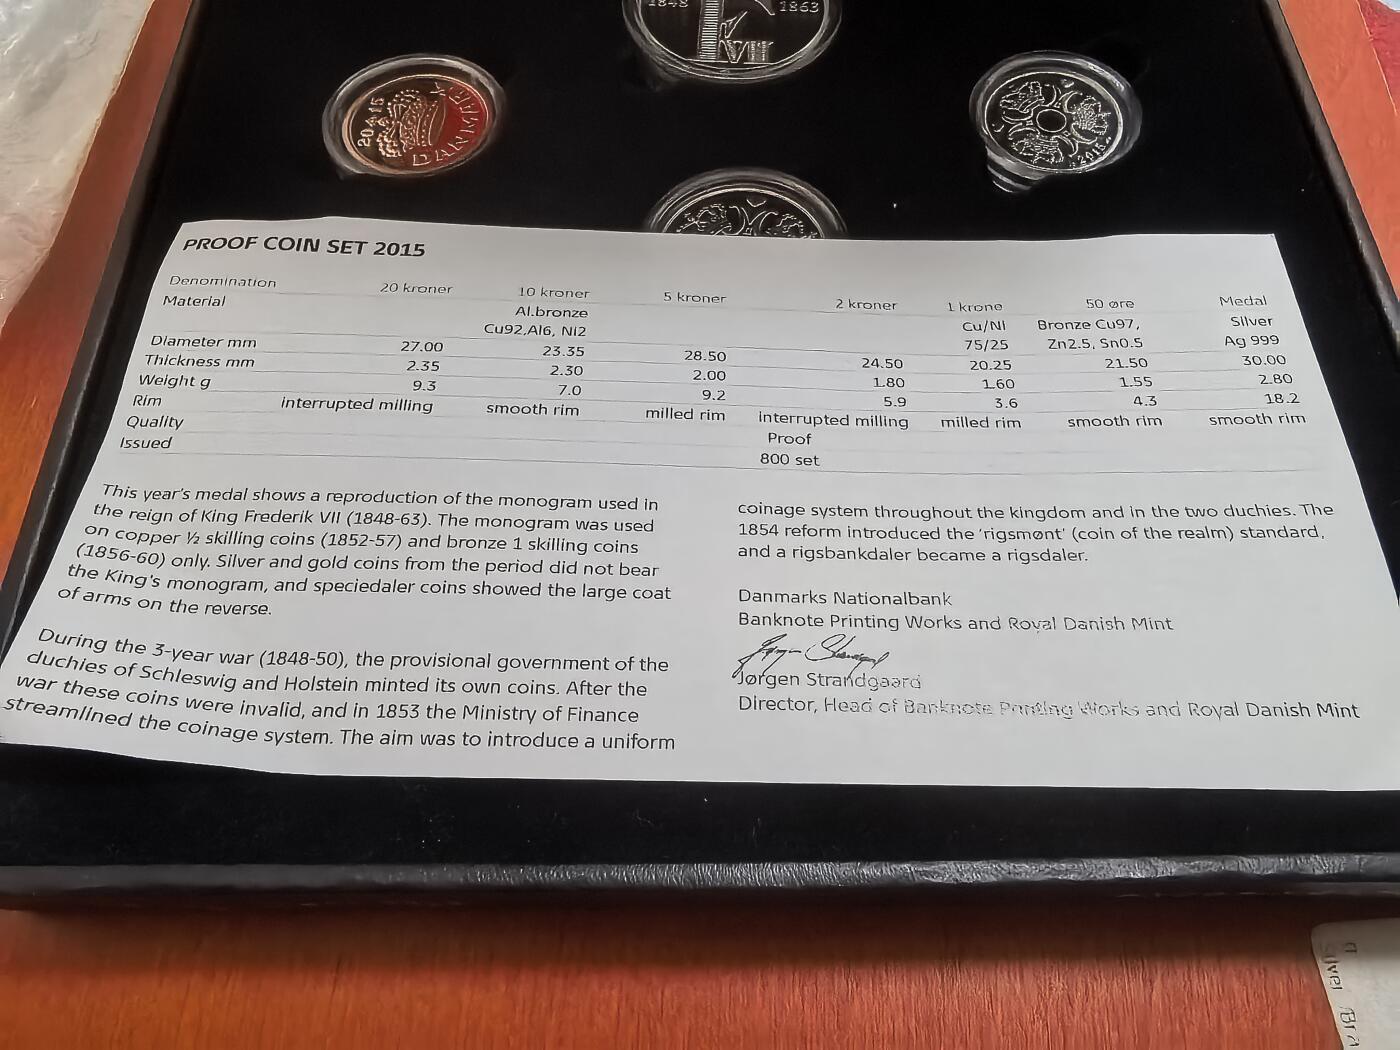 1848 1863
VII
2015 DANMARK
2015
PROOF COIN SET 2015
Denomination 20 kroner 10 kroner 5 kroner 2 kroner 1 krone 50 øre Medal
Material Al.bronze Cu/Ni Bronze Cu97, Silver
Cu92,Al6, Ni2 75/25 Zn2.5, Sn0.5 Ag 999
Diameter mm 27.00 23.35 28.50 24.50 20.25 21.50 30.00
Thickness mm 2.35 2.30 2.00 1.80 1.60 1.55 2.80
Weight g 9.3 7.0 9.2 5.9 3.6 4.3 18.2
Rim interrupted milling smooth rim milled rim interrupted milling milled rim smooth rim smooth rim
Quality Proof
Issued 800 set
This year's medal shows a reproduction of the monogram used in
the reign of King Frederik VII (1848-63). The monogram was used
on copper ½ skilling coins (1852-57) and bronze 1 skilling coins
(1856-60) only. Silver and gold coins from the period did not bear
the King's monogram, and speciedaler coins showed the large coat
of arms on the reverse.
During the 3-year war (1848-50), the provisional government of the
duchies of Schleswig and Holstein minted its own coins. After the
war these coins were invalid, and in 1853 the Ministry of Finance
streamlined the coinage system. The aim was to introduce a uniform
coinage system throughout the kingdom and in the two duchies. The
1854 reform introduced the 'rigsmønt' (coin of the realm) standard,
and a rigsbankdaler became a rigsdaler.
Danmarks Nationalbank
Banknote Printing Works and Royal Danish Mint
Jørgen Strandgaard
Director, Head of Banknote Printing Works and Royal Danish Mint